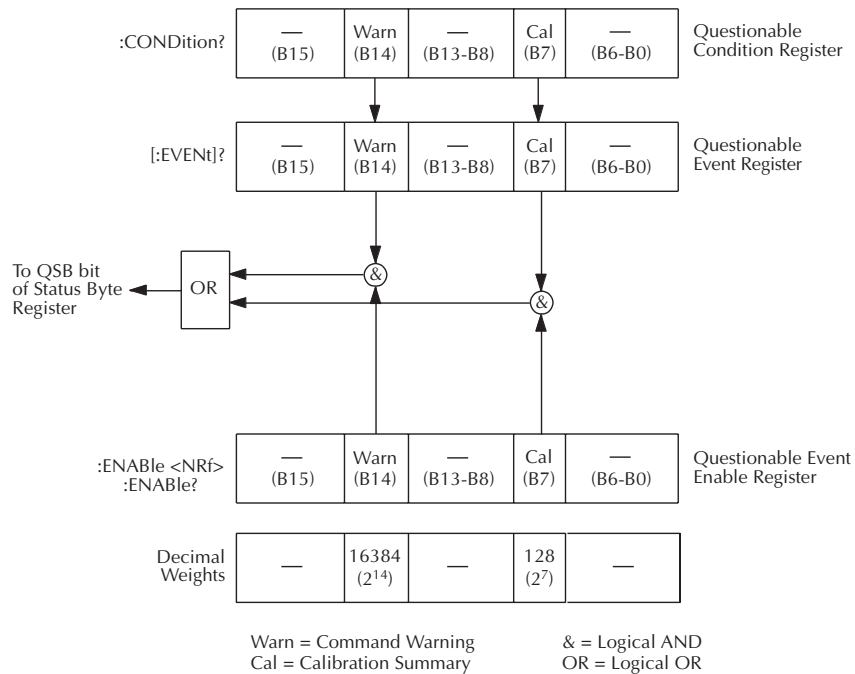 :CONDition?
— (B15)
Warn (B14)
— (B13-B8)
Cal (B7)
— (B6-B0)
Questionable
Condition Register
[:EVENt]?
— (B15)
Warn (B14)
— (B13-B8)
Cal (B7)
— (B6-B0)
Questionable
Event Register
&
To QSB bit
of Status Byte
Register
OR
&
:ENABle <NRf>
:ENABle?
— (B15)
Warn (B14)
— (B13-B8)
Cal (B7)
— (B6-B0)
Questionable Event
Enable Register
Decimal
Weights
—
16384
(2¹⁴)
—
128
(2⁷)
—
Warn = Command Warning
Cal = Calibration Summary
& = Logical AND
OR = Logical OR